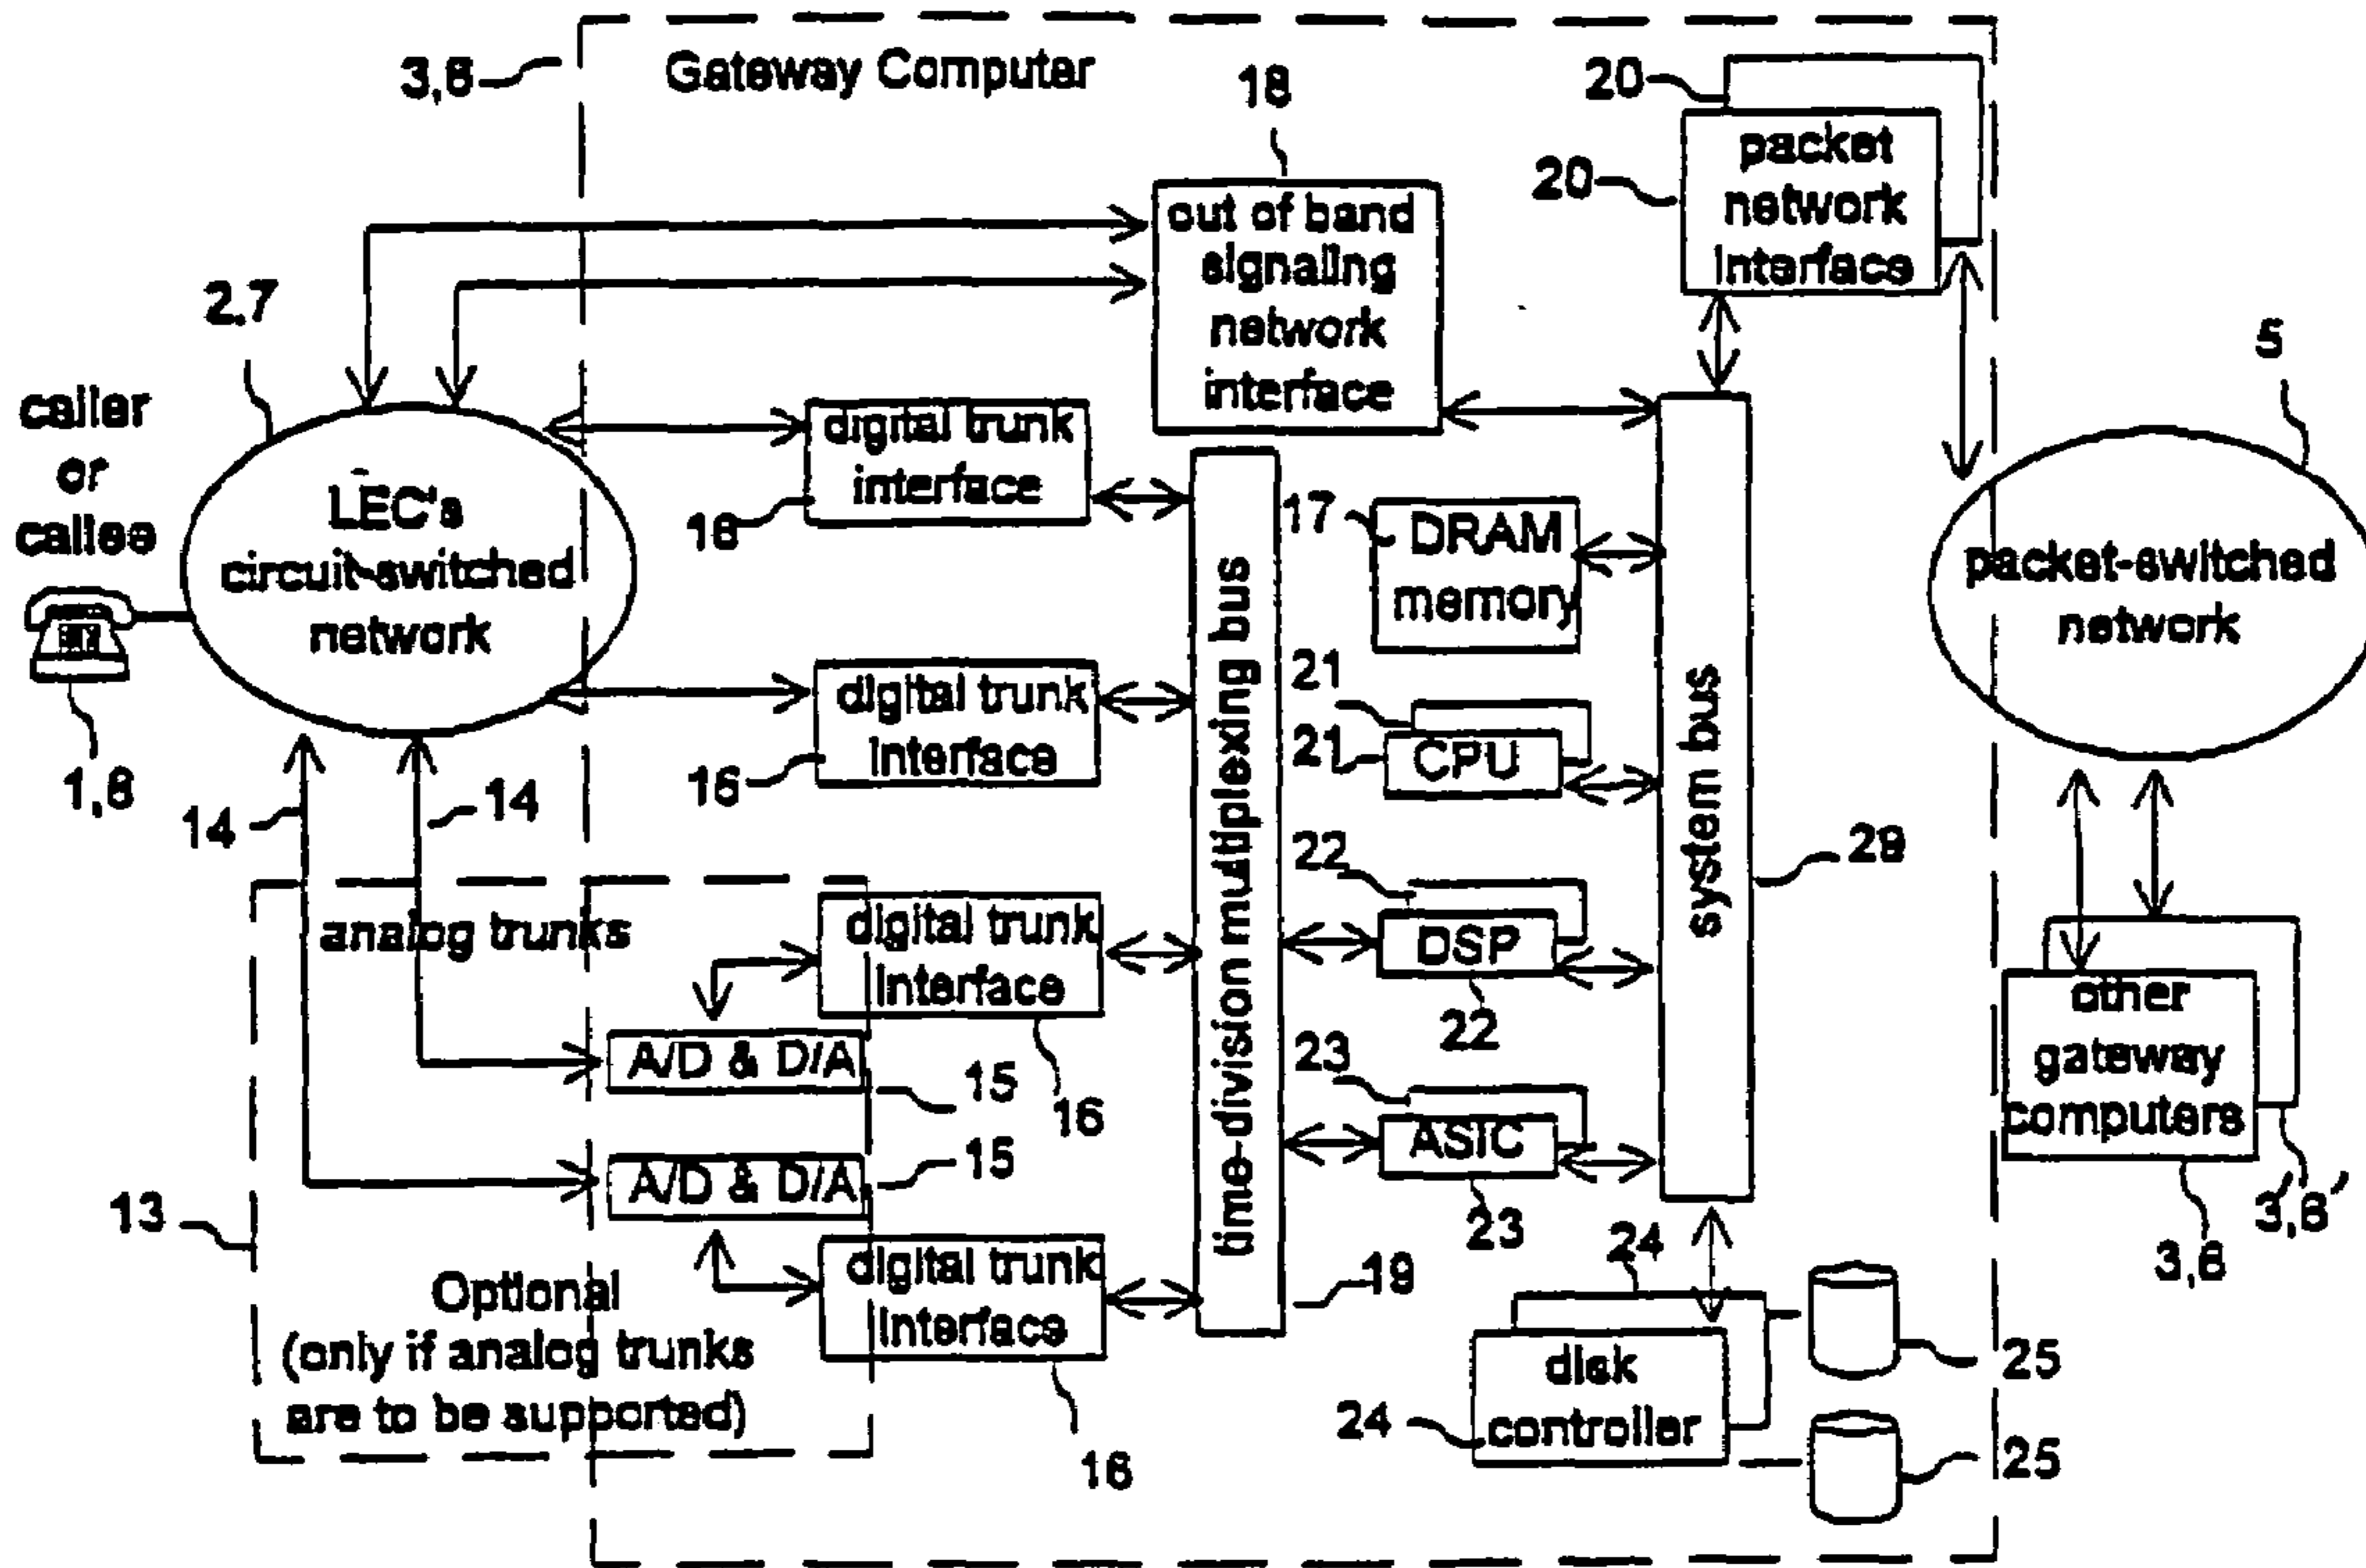 3,6
Gateway Computer
18
20
20
packet
network
interface
out of band
signaling
network
interface
2,7
5
caller
or
callee
LEC's
circuit-switched
network
digital trunk
interface
16
17
DRAM
memory
packet-switched
network
digital trunk
interface
16
21
21
CPU
time-division multiplexing bus
system bus
29
1,8
14
14
22
DSP
22
analog trunks
digital trunk
interface
16
A/D & D/A
15
A/D & D/A
15
23
ASIC
23
other
gateway
computers
3,6
3',6'
13
Optional
(only if analog trunks
are to be supported)
digital trunk
interface
16
19
24
disk
controller
24
25
25